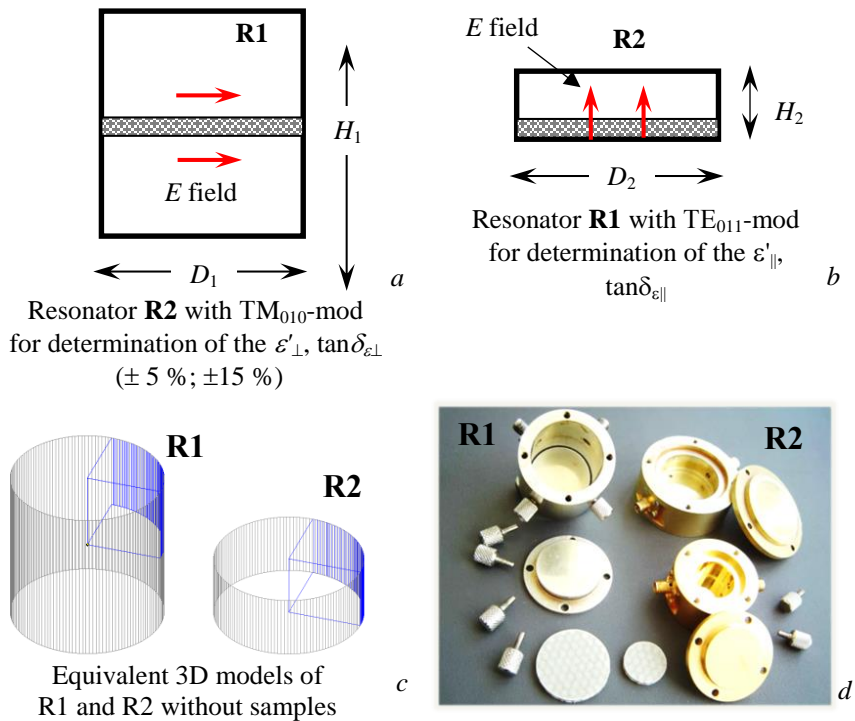 R1
E field
H1
D1
a
Resonator R2 with TM010-mod
for determination of the ε'⊥, tanδε⊥
(± 5 %; ±15 %)
E field
R2
H2
D2
Resonator R1 with TE011-mod
for determination of the ε'∥,
tanδε∥
b
R1
R2
Equivalent 3D models of
R1 and R2 without samples
c
R1
R2
d